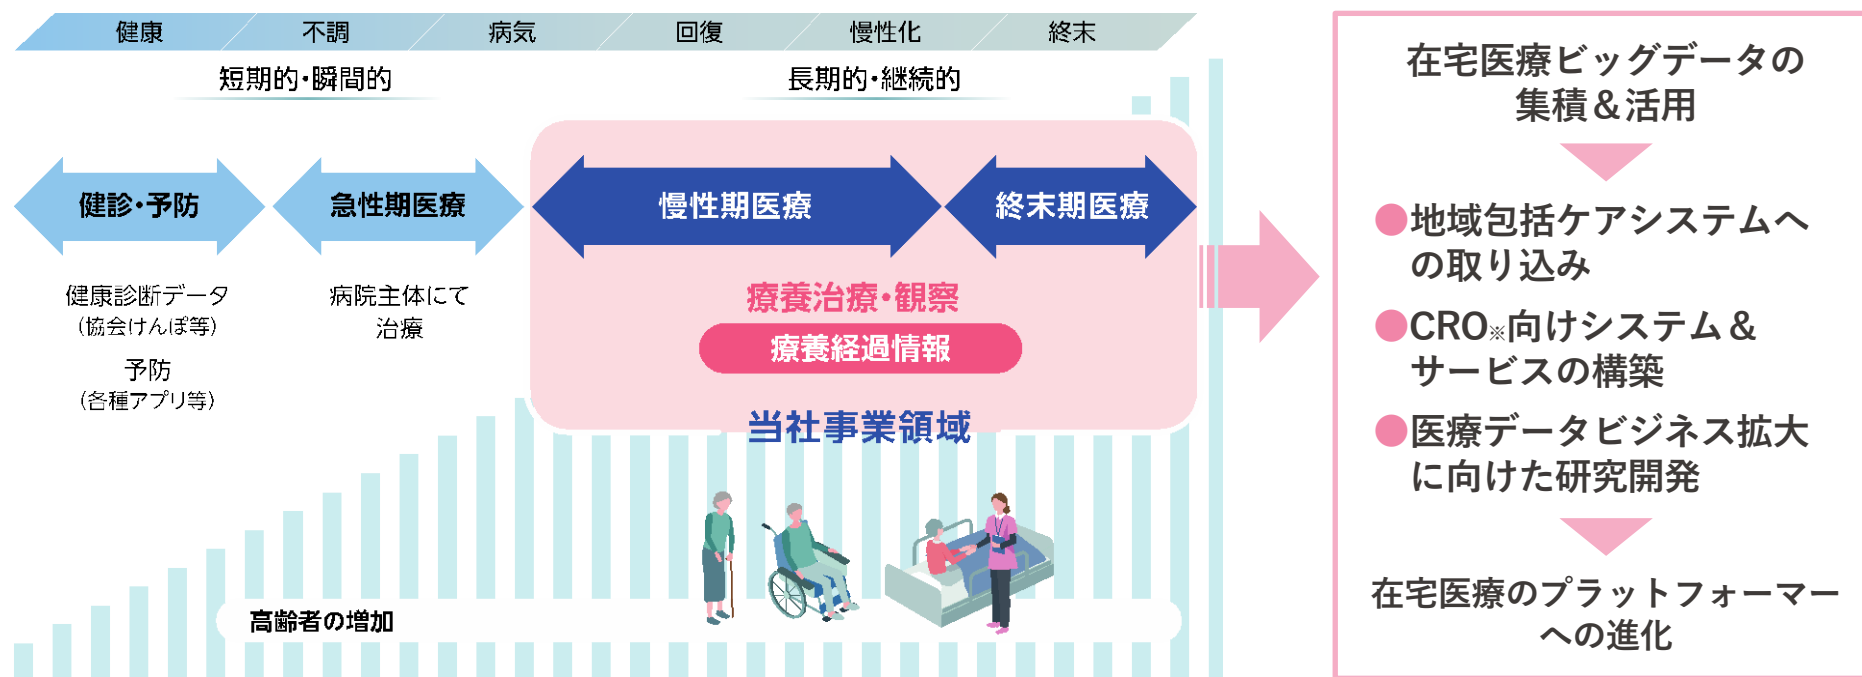 健康
不調
病気
回復
慢性化
終末
短期的・瞬間的
長期的・継続的
健診・予防
急性期医療
慢性期医療
終末期医療
健康診断データ
(協会けんぽ等)
予防
(各種アプリ等)
病院主体にて
治療
療養治療・観察
療養経過情報
当社事業領域
高齢者の増加
在宅医療ビッグデータの
集積&活用
●地域包括ケアシステムへ
の取り込み
●CRO※向けシステム&
サービスの構築
●医療データビジネス拡大
に向けた研究開発
在宅医療のプラットフォーマー
への進化